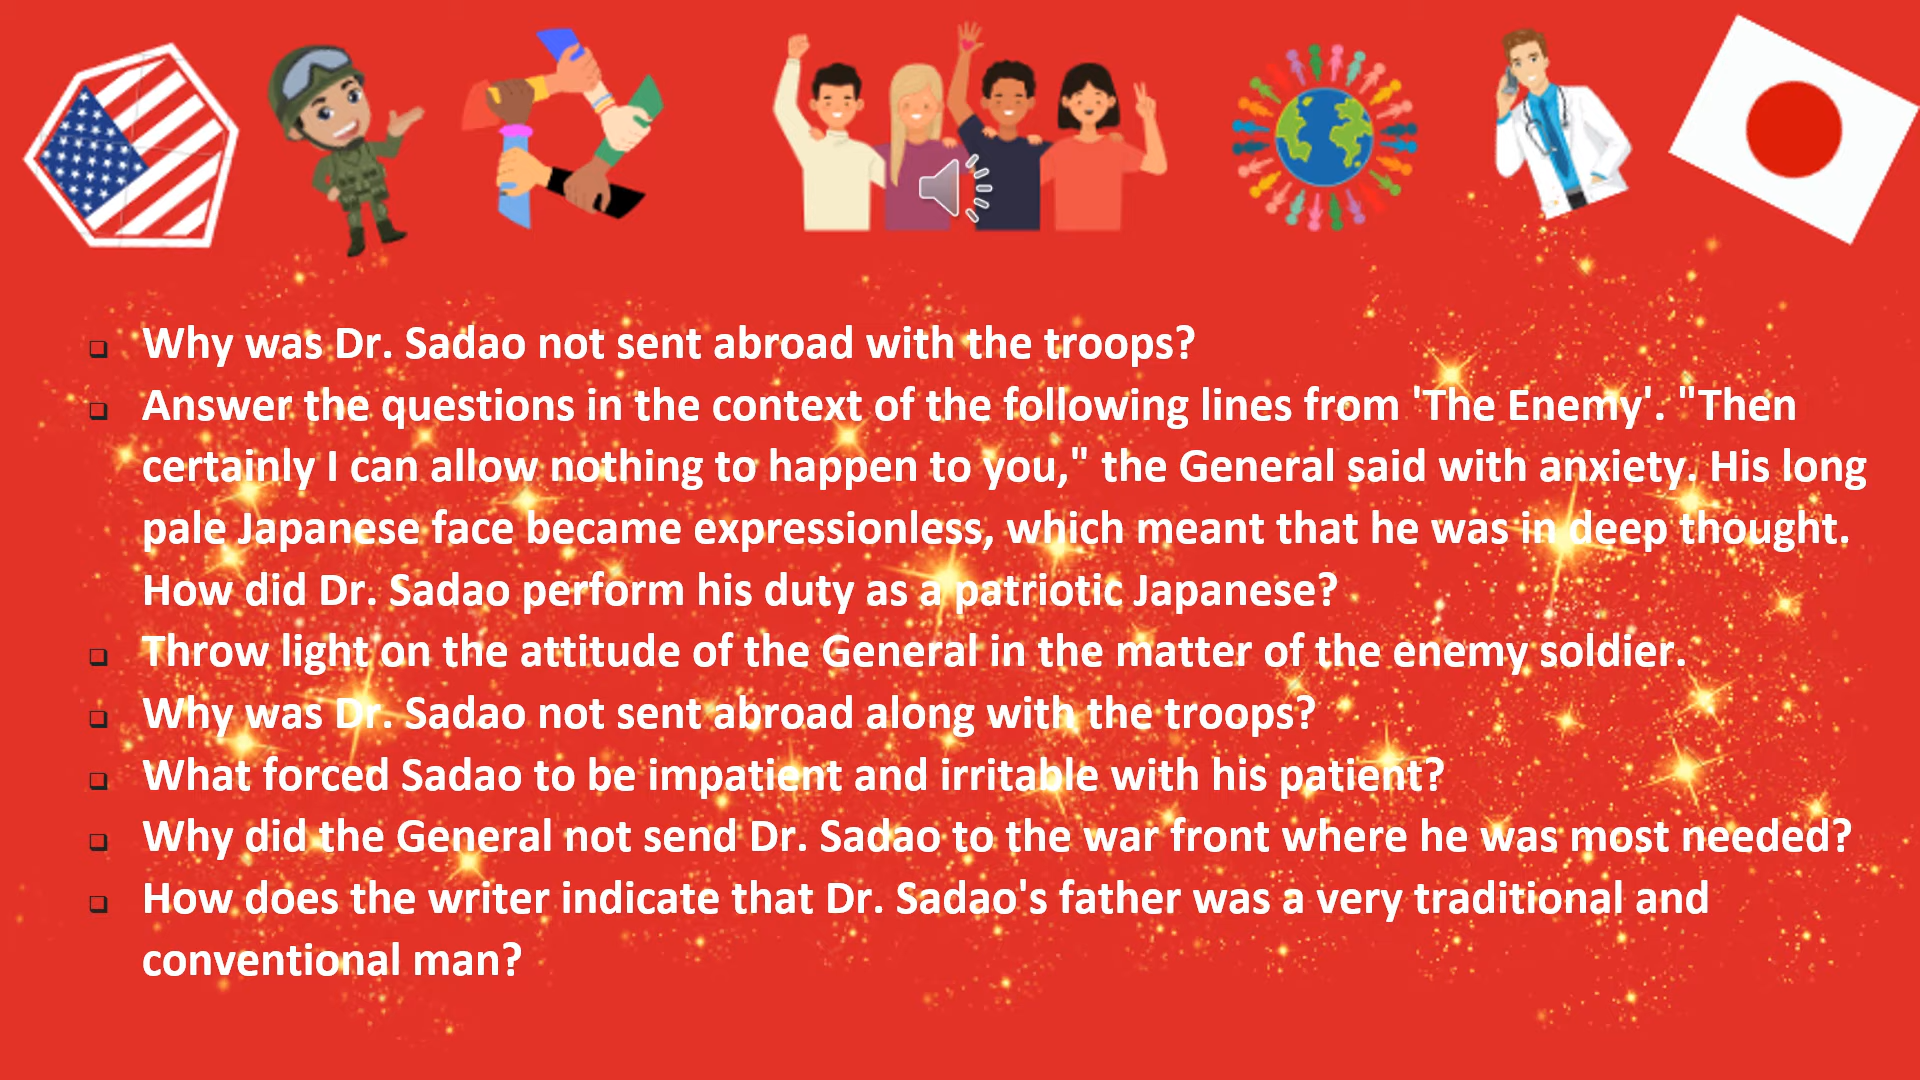 Why was Dr. Sadao not sent abroad with the troops?
Answer the questions in the context of the following lines from 'The Enemy'. "Then
certainly I can allow nothing to happen to you," the General said with anxiety. His long
pale Japanese face became expressionless, which meant that he was in deep thought.
How did Dr. Sadao perform his duty as a patriotic Japanese?
Throw light on the attitude of the General in the matter of the enemy soldier.
Why was Dr. Sadao not sent abroad along with the troops?
What forced Sadao to be impatient and irritable with his patient?
Why did the General not send Dr. Sadao to the war front where he was most needed?
How does the writer indicate that Dr. Sadao's father was a very traditional and
conventional man?